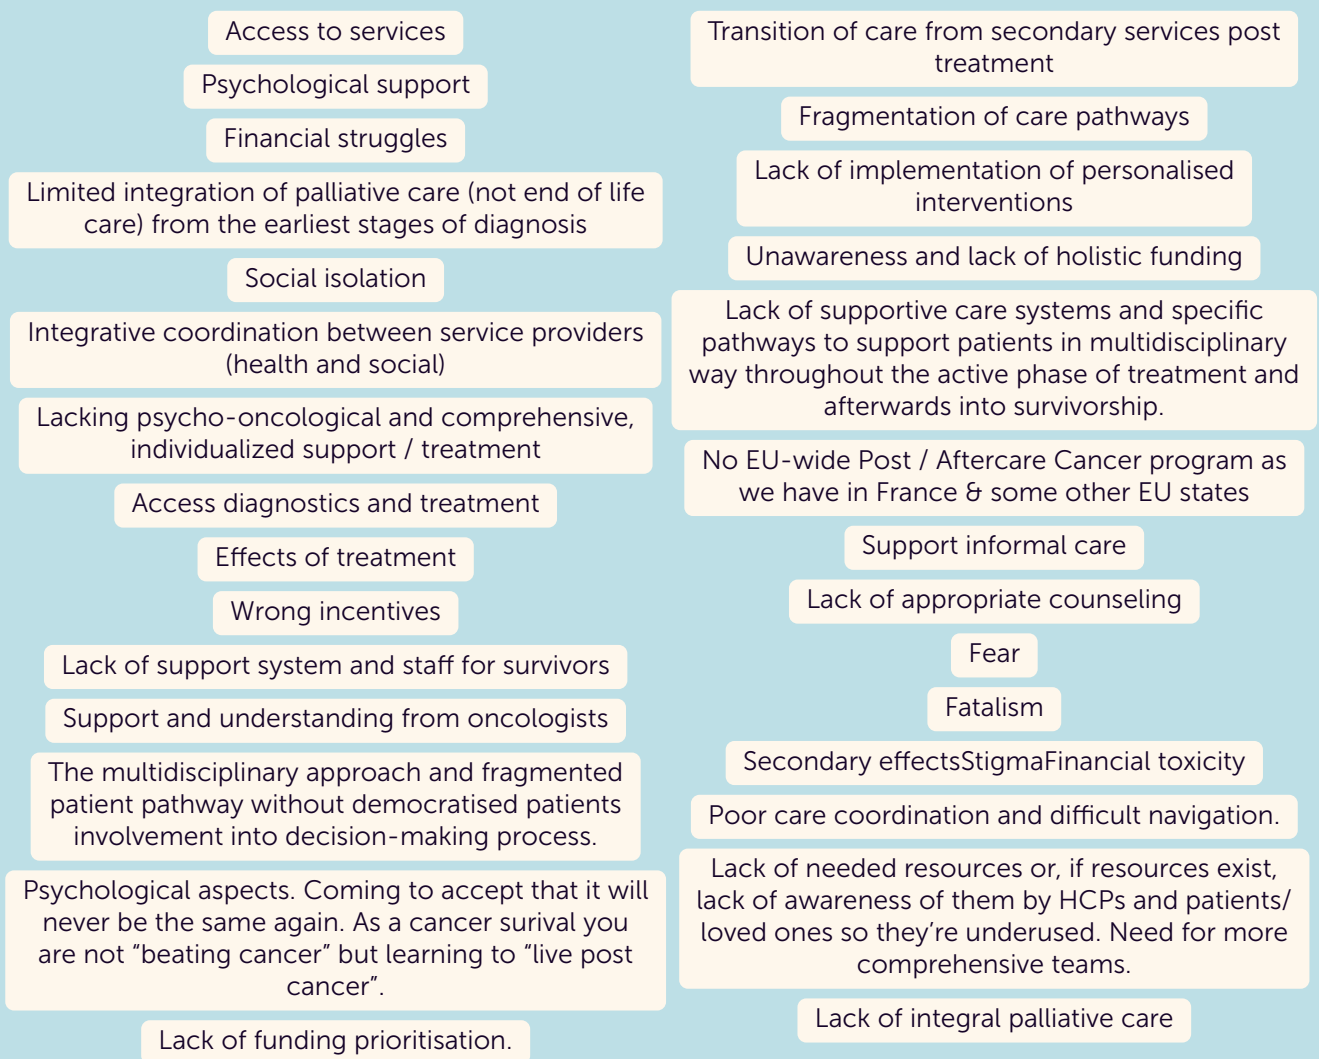 Access to services
Psychological support
Financial struggles
Limited integration of palliative care (not end of life
care) from the earliest stages of diagnosis
Social isolation
Integrative coordination between service providers
(health and social)
Lacking psycho-oncological and comprehensive,
individualized support / treatment
Access diagnostics and treatment
Effects of treatment
Wrong incentives
Lack of support system and staff for survivors
Support and understanding from oncologists
The multidisciplinary approach and fragmented
patient pathway without democratised patients
involvement into decision-making process.
Psychological aspects. Coming to accept that it will
never be the same again. As a cancer surival you
are not “beating cancer” but learning to “live post
cancer”.
Lack of funding prioritisation.
Transition of care from secondary services post
treatment
Fragmentation of care pathways
Lack of implementation of personalised
interventions
Unawareness and lack of holistic funding
Lack of supportive care systems and specific
pathways to support patients in multidisciplinary
way throughout the active phase of treatment and
afterwards into survivorship.
No EU-wide Post / Aftercare Cancer program as
we have in France & some other EU states
Support informal care
Lack of appropriate counseling
Fear
Fatalism
Secondary effectsStigmaFinancial toxicity
Poor care coordination and difficult navigation.
Lack of needed resources or, if resources exist,
lack of awareness of them by HCPs and patients/
loved ones so they’re underused. Need for more
comprehensive teams.
Lack of integral palliative care